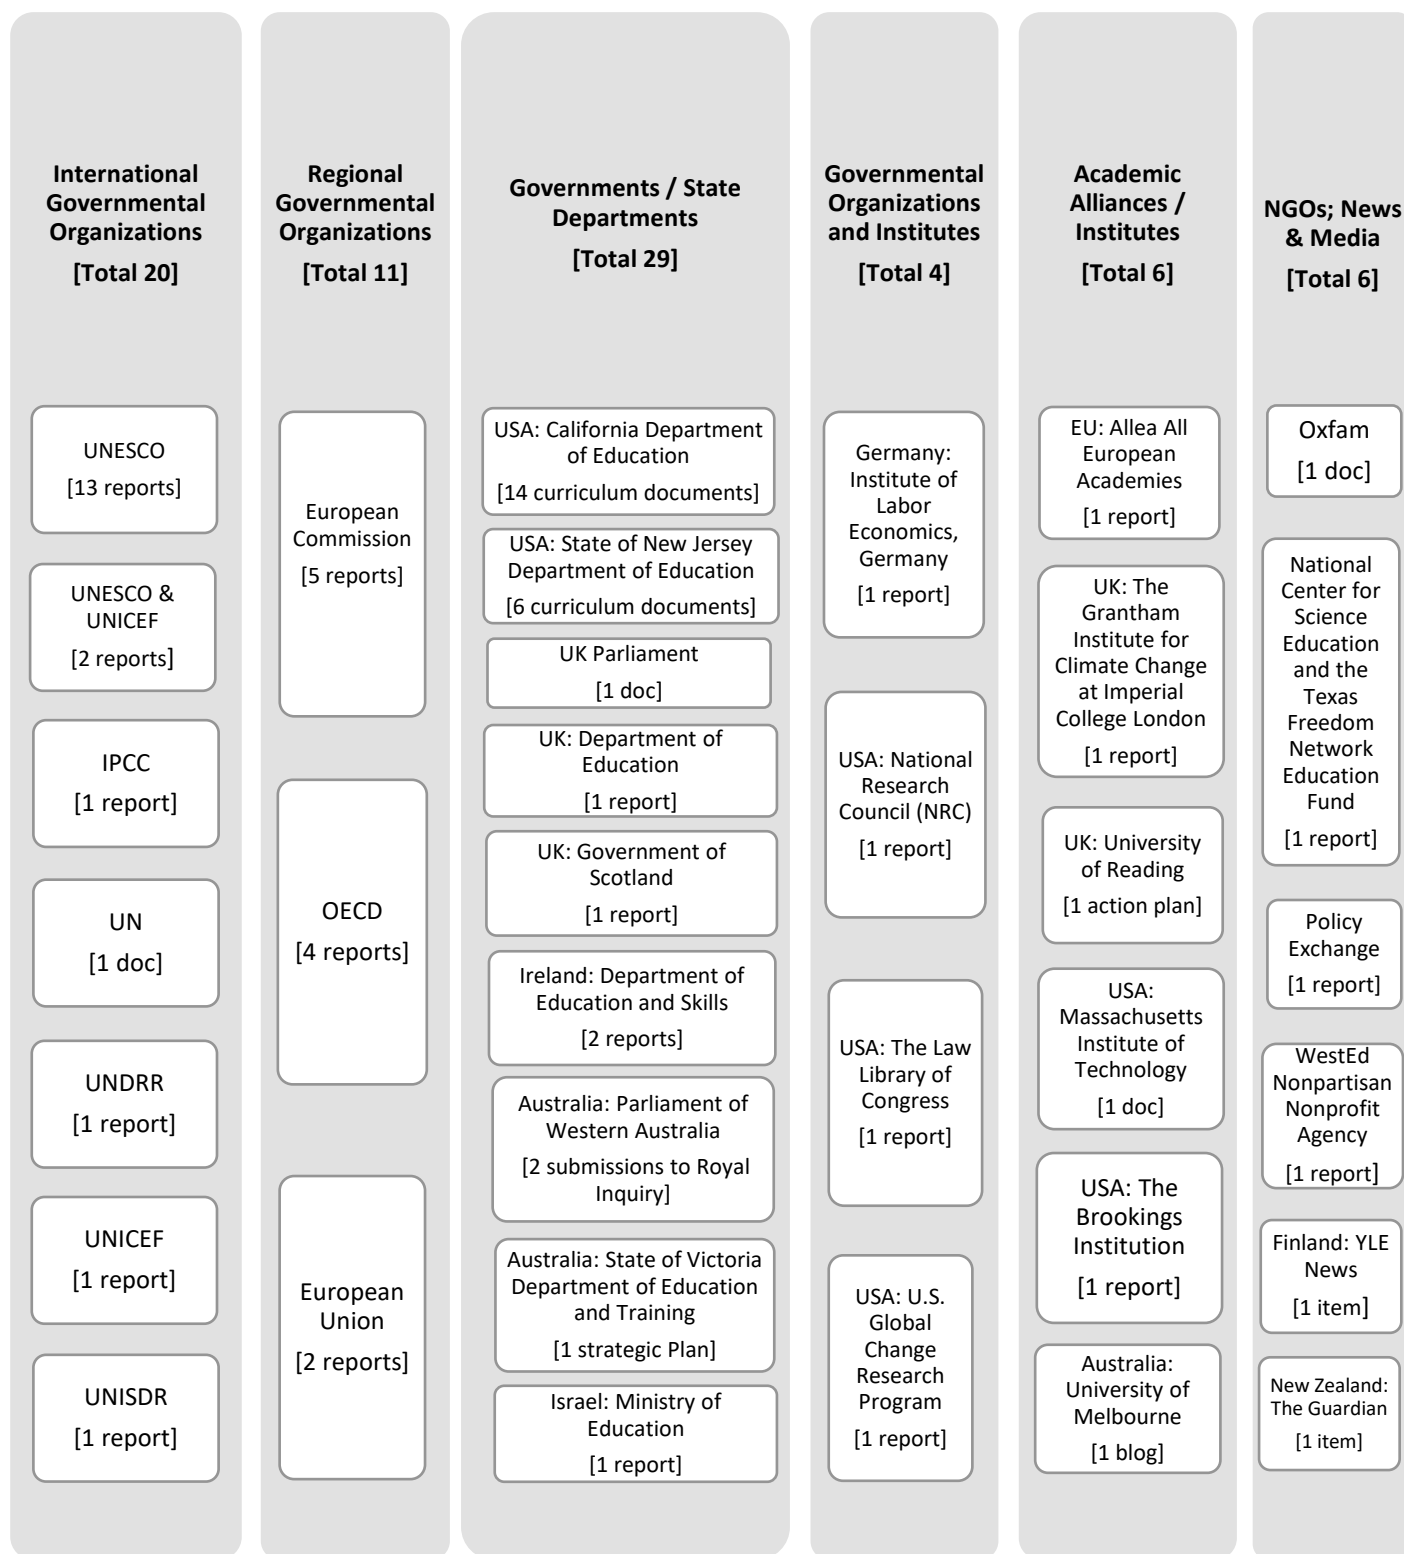 International
Governmental
Organizations
[Total 20]
UNESCO
[13 reports]
UNESCO &
UNICEF
[2 reports]
IPCC
[1 report]
UN
[1 doc]
UNDRR
[1 report]
UNICEF
[1 report]
UNISDR
[1 report]
Regional
Governmental
Organizations
[Total 11]
European
Commission
[5 reports]
OECD
[4 reports]
European
Union
[2 reports]
Governments / State
Departments
[Total 29]
USA: California Department
of Education
[14 curriculum documents]
USA: State of New Jersey
Department of Education
[6 curriculum documents]
UK Parliament
[1 doc]
UK: Department of
Education
[1 report]
UK: Government of
Scotland
[1 report]
Ireland: Department of
Education and Skills
[2 reports]
Australia: Parliament of
Western Australia
[2 submissions to Royal
Inquiry]
Australia: State of Victoria
Department of Education
and Training
[1 strategic Plan]
Israel: Ministry of
Education
[1 report]
Governmental
Organizations
and Institutes
[Total 4]
Germany:
Institute of
Labor
Economics,
Germany
[1 report]
USA: National
Research
Council (NRC)
[1 report]
USA: The Law
Library of
Congress
[1 report]
USA: U.S.
Global
Change
Research
Program
[1 report]
Academic
Alliances /
Institutes
[Total 6]
EU: Allea All
European
Academies
[1 report]
UK: The
Grantham
Institute for
Climate Change
at Imperial
College London
[1 report]
UK: University
of Reading
[1 action plan]
USA:
Massachusetts
Institute of
Technology
[1 doc]
USA: The
Brookings
Institution
[1 report]
Australia:
University of
Melbourne
[1 blog]
NGOs; News
& Media
[Total 6]
Oxfam
[1 doc]
National
Center for
Science
Education
and the
Texas
Freedom
Network
Education
Fund
[1 report]
Policy
Exchange
[1 report]
WestEd
Nonpartisan
Nonprofit
Agency
[1 report]
Finland: YLE
News
[1 item]
New Zealand:
The Guardian
[1 item]